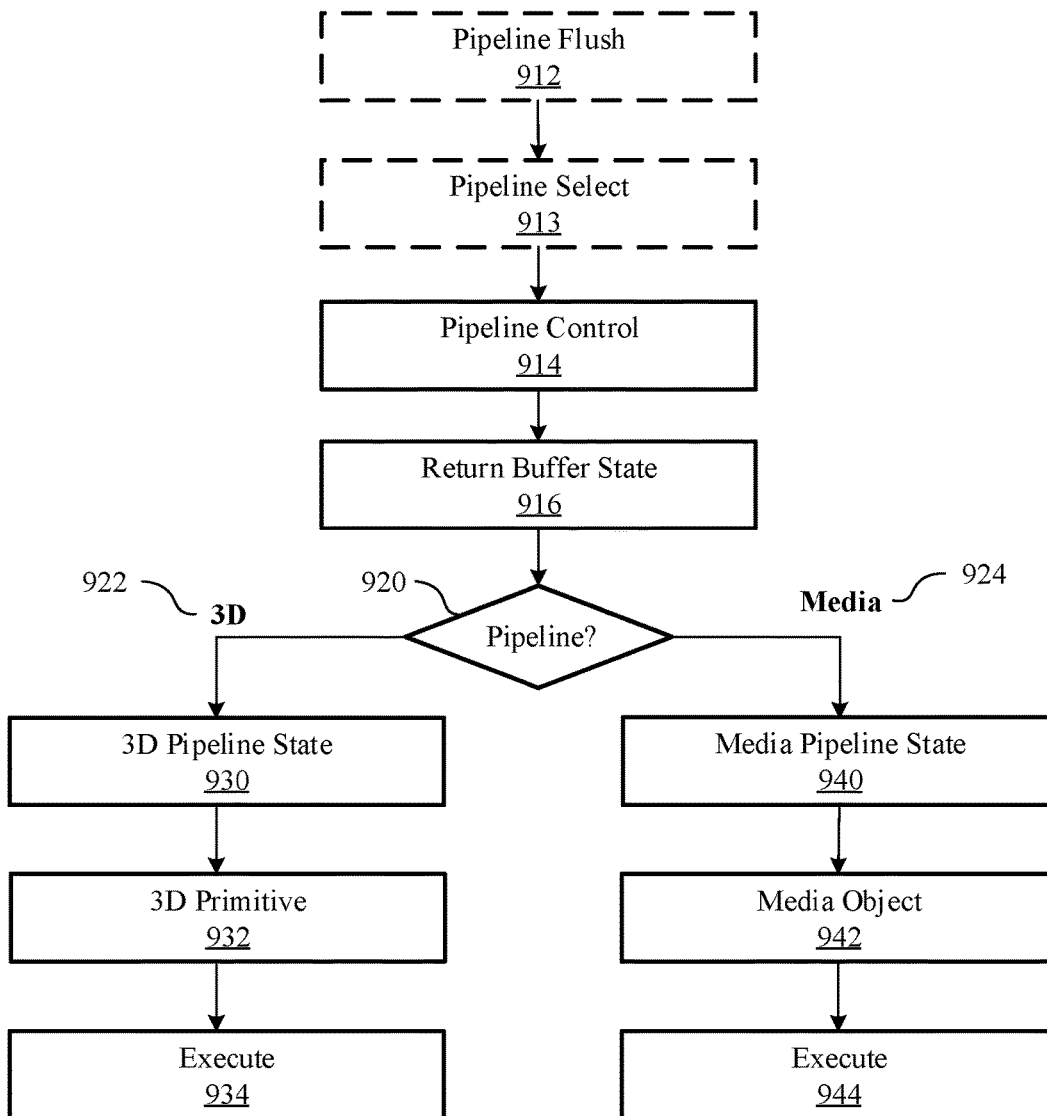 Pipeline Flush
912
Pipeline Select
913
Pipeline Control
914
Return Buffer State
916
922
3D
920
Pipeline?
Media
924
3D Pipeline State
930
Media Pipeline State
940
3D Primitive
932
Media Object
942
Execute
934
Execute
944